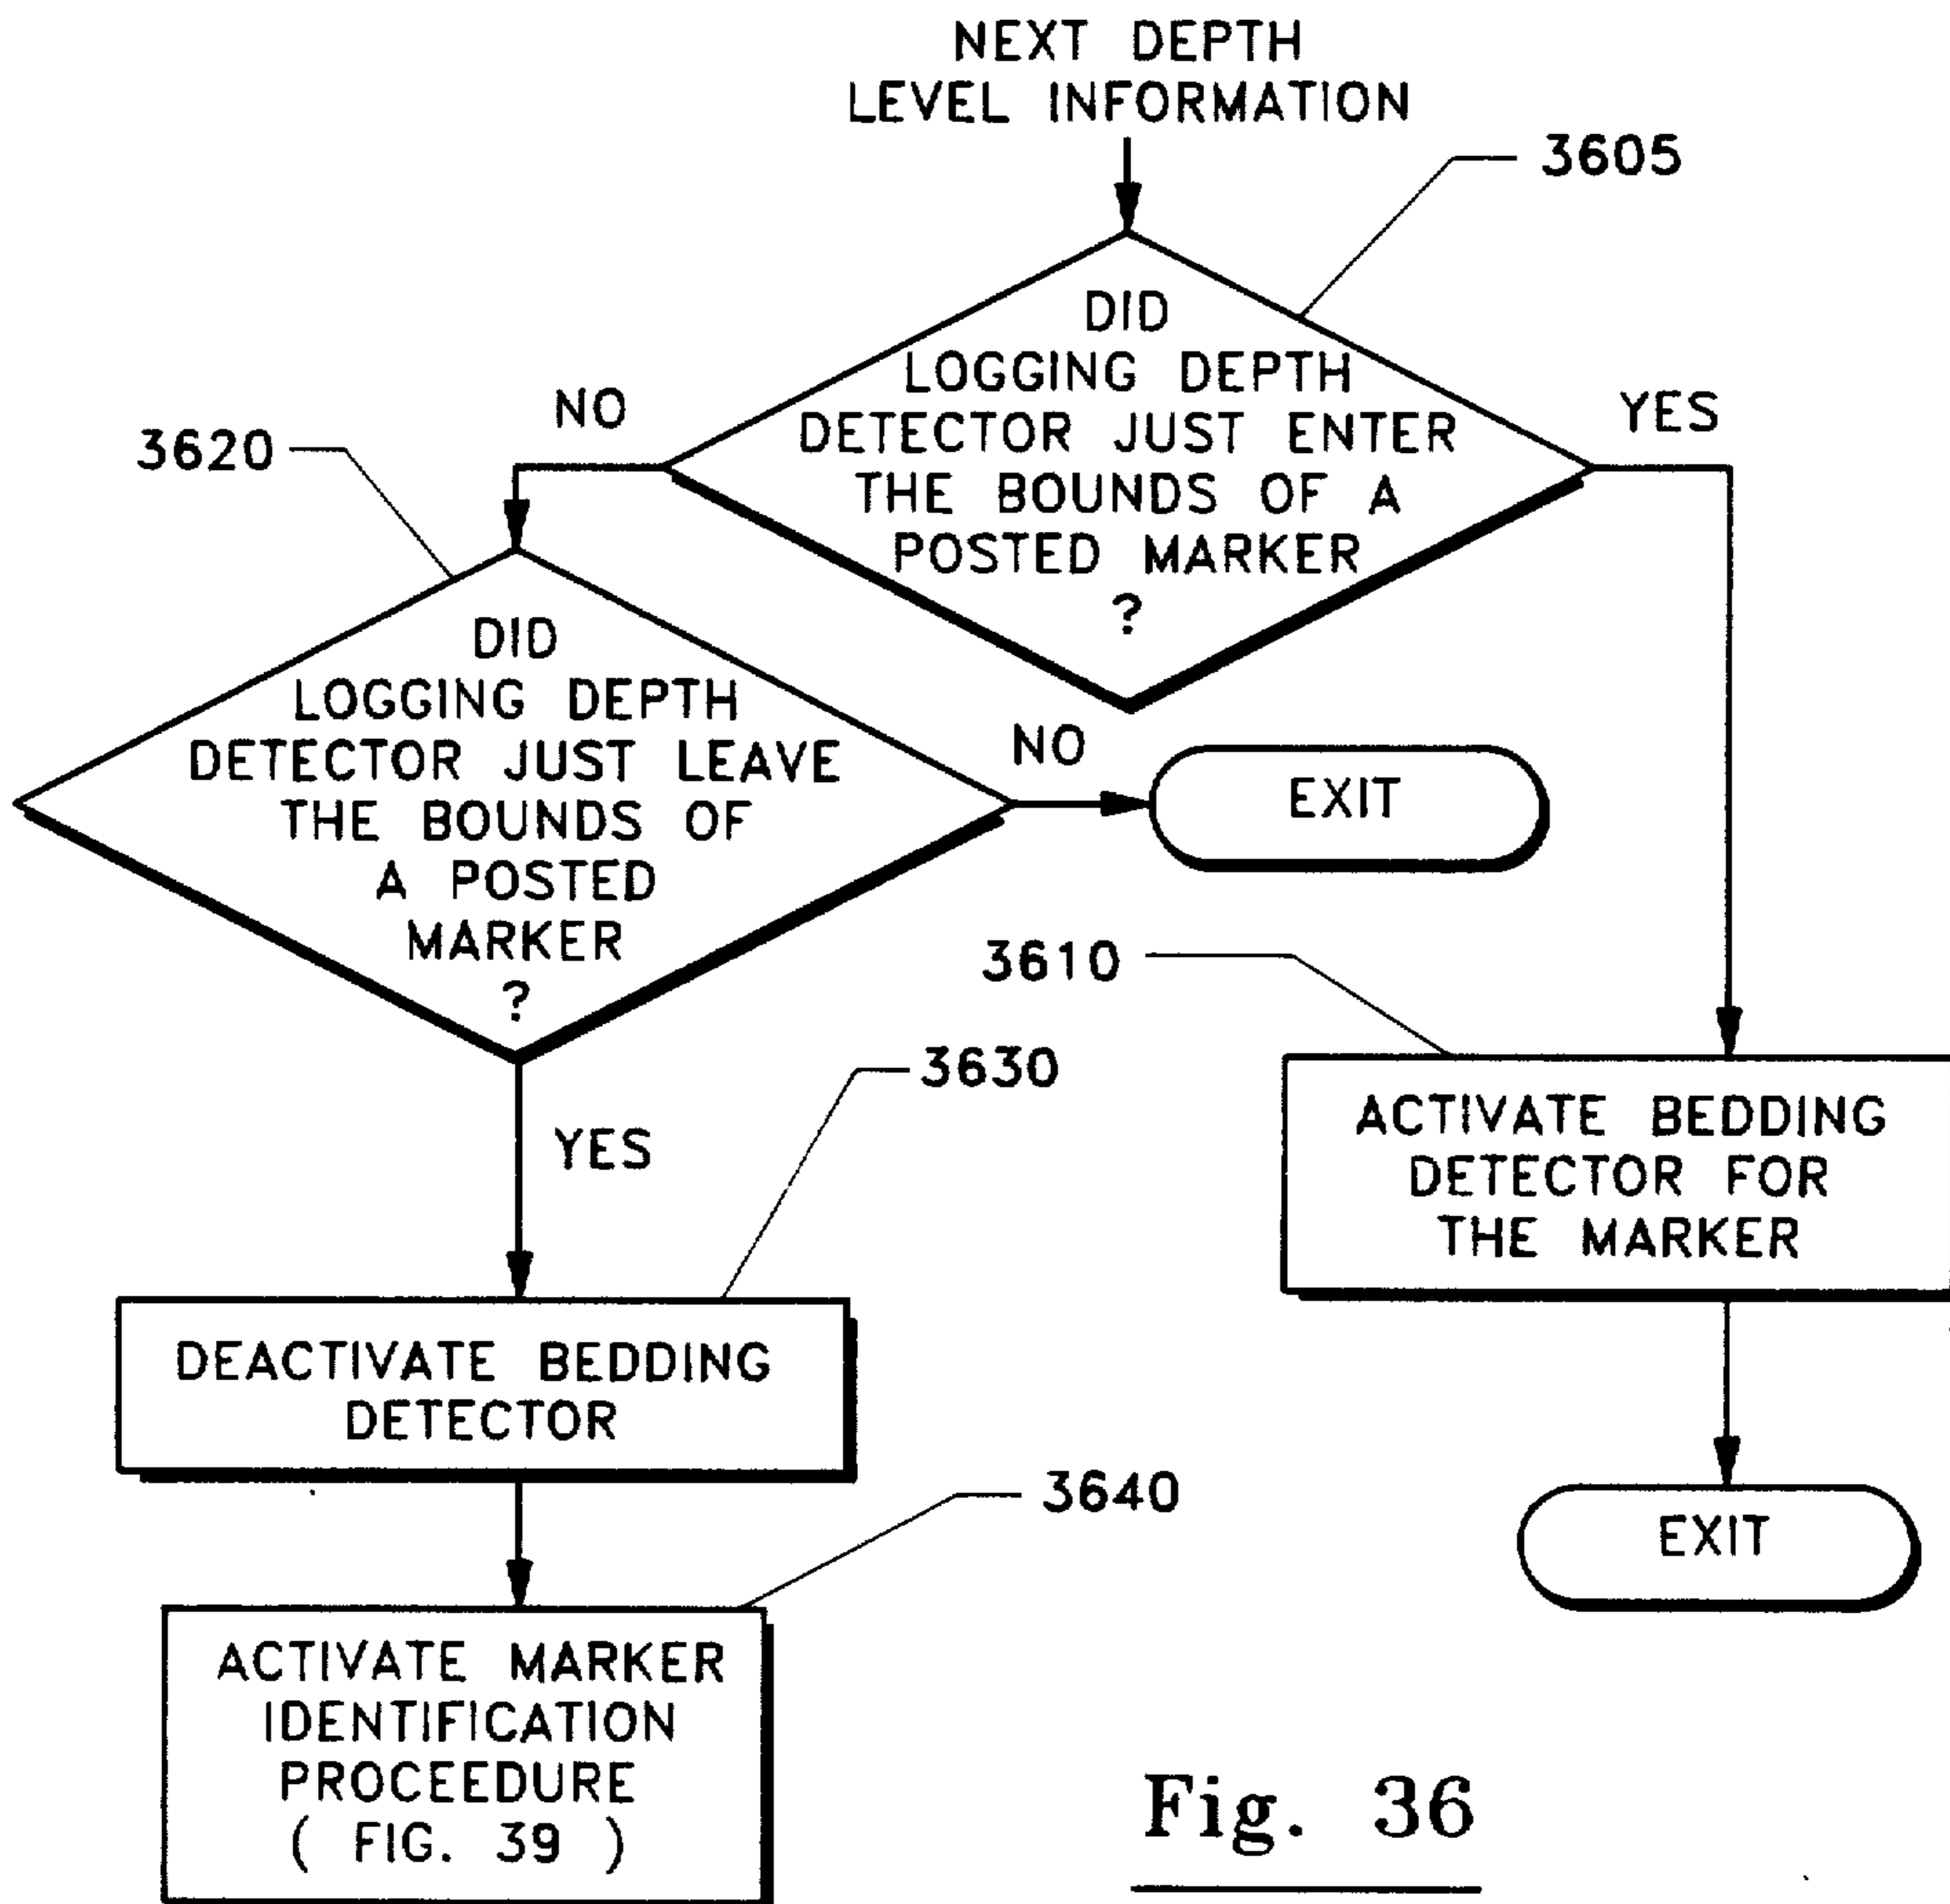 NEXT DEPTH
LEVEL INFORMATION
3605
DID
LOGGING DEPTH
DETECTOR JUST ENTER
THE BOUNDS OF A
POSTED MARKER
?
NO
YES
3620
DID
LOGGING DEPTH
DETECTOR JUST LEAVE
THE BOUNDS OF
A POSTED
MARKER
?
NO
EXIT
3610
ACTIVATE BEDDING
DETECTOR FOR
THE MARKER
EXIT
YES
3630
DEACTIVATE BEDDING
DETECTOR
3640
ACTIVATE MARKER
IDENTIFICATION
PROCEEDURE
( FIG. 39 )
Fig. 36